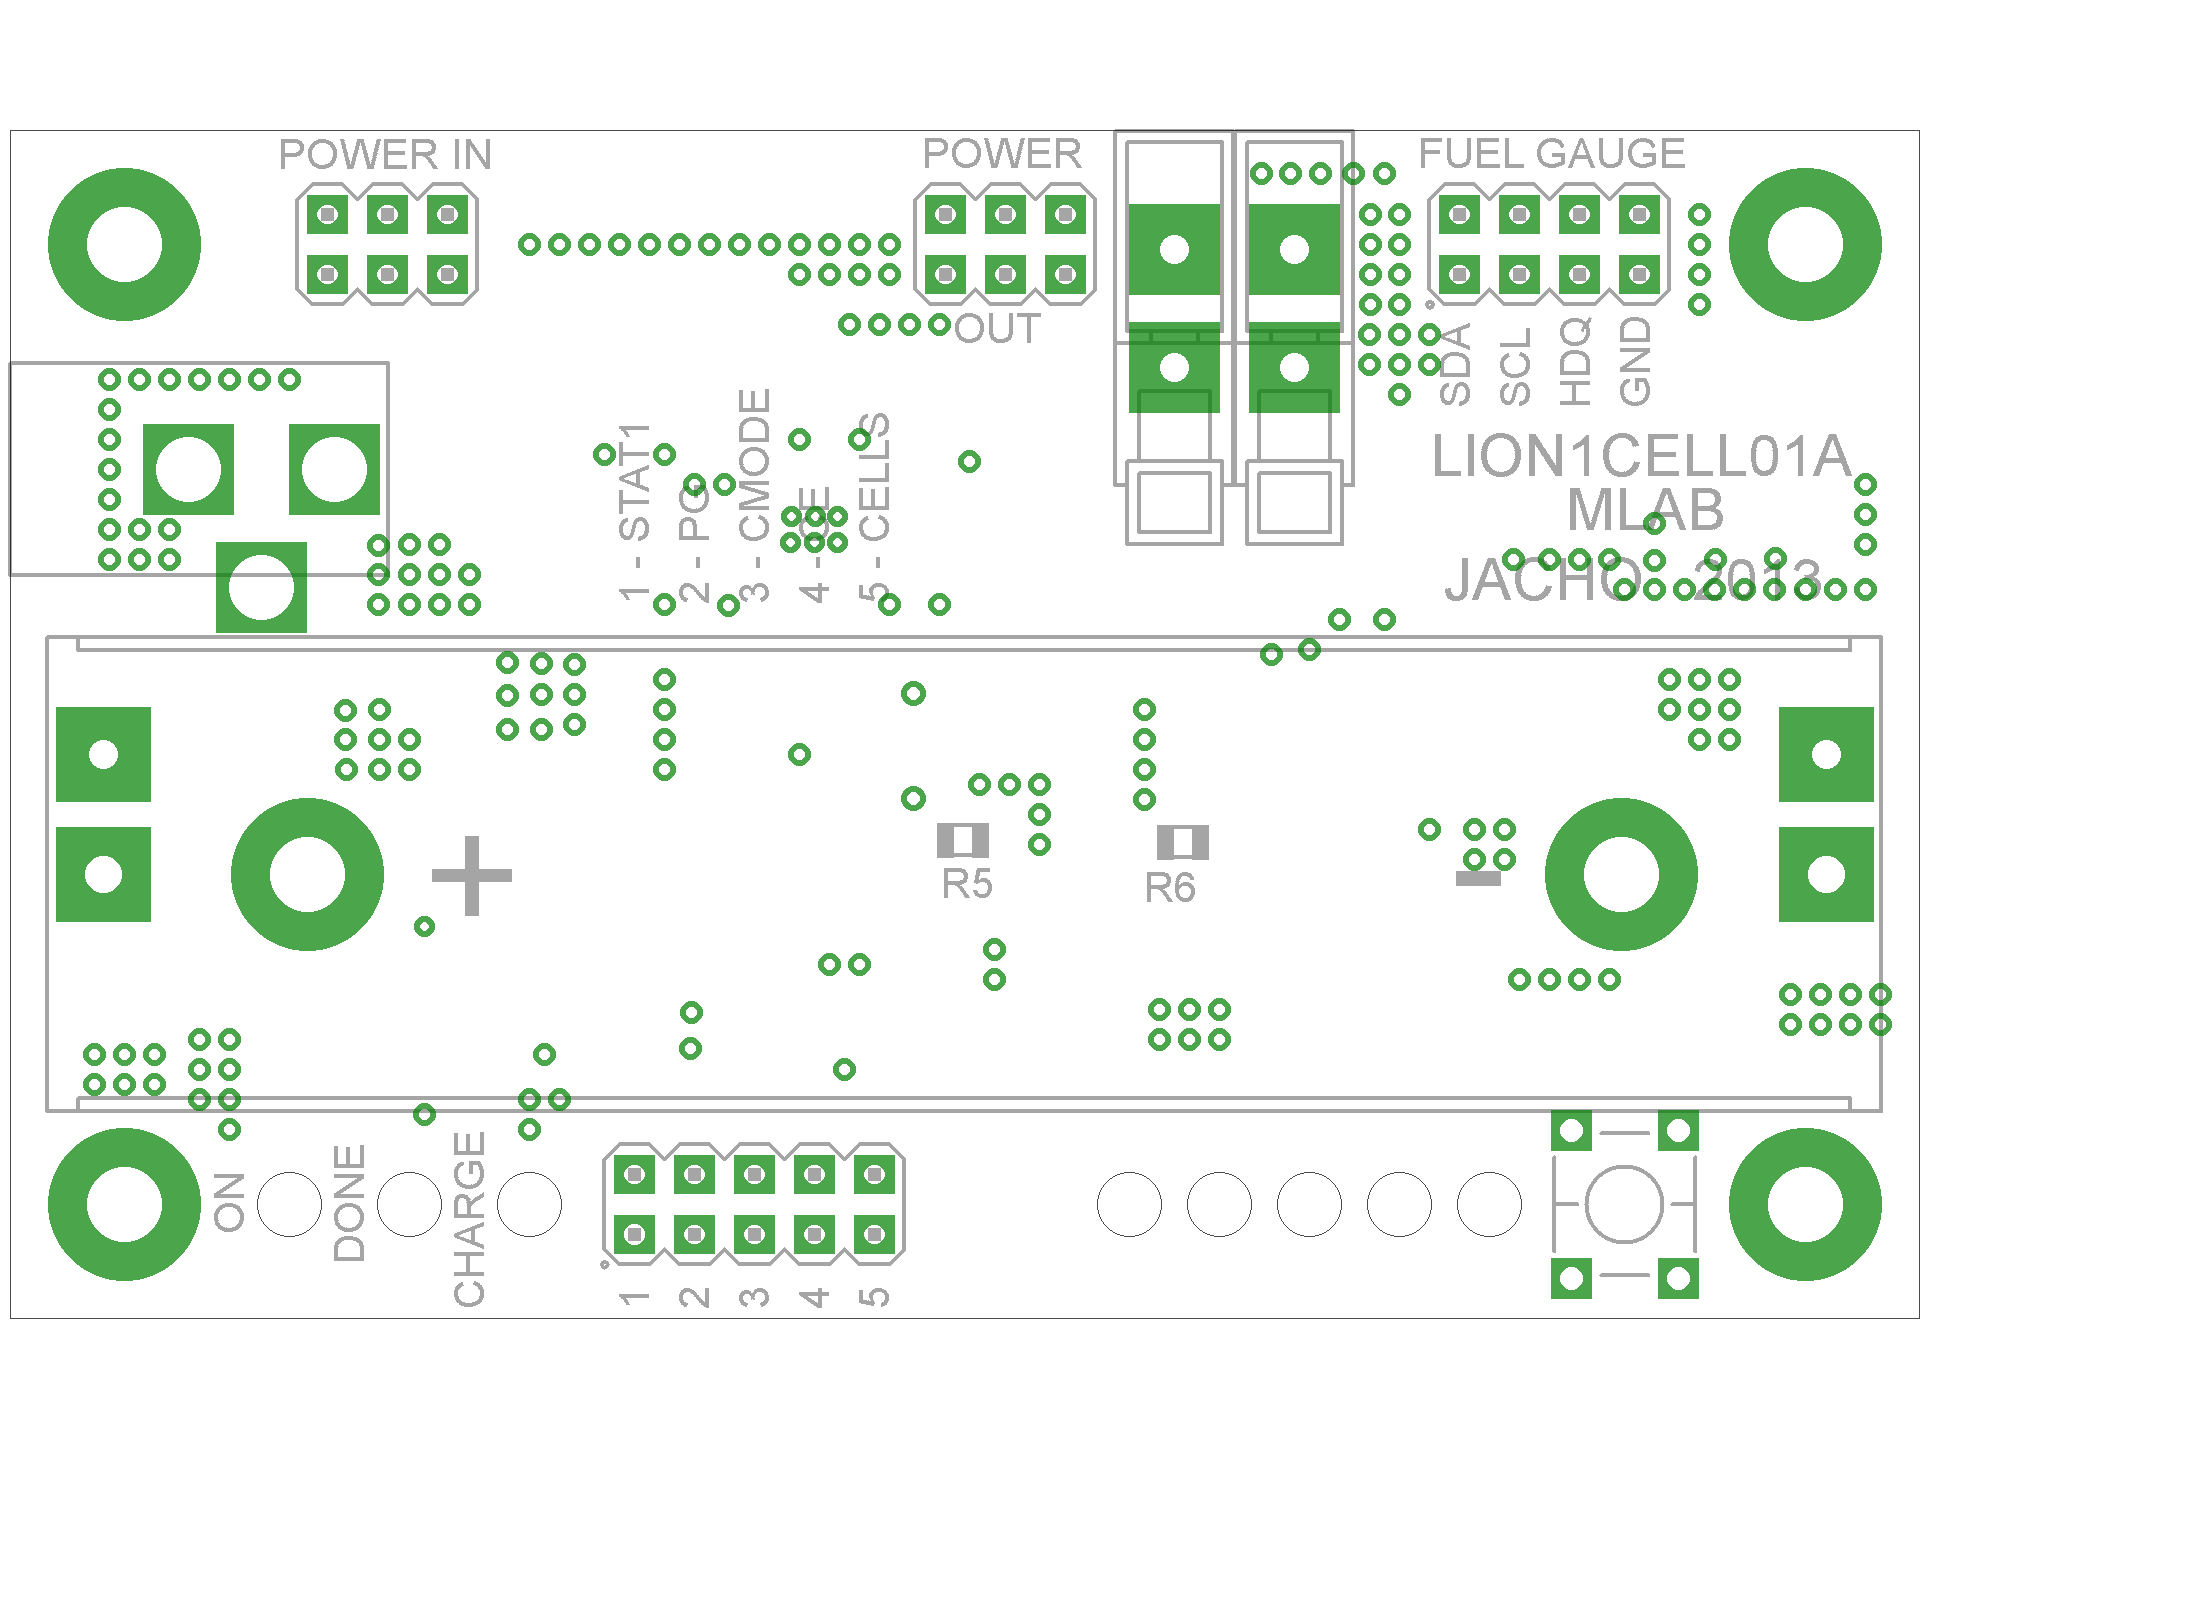 POWER IN
POWER
OUT
FUEL GAUGE
SDA
SCL
HDQ
GND
1 - STAT1
2 - PG
3 - CMODE
4 - CE
5 - CELLS
LION1CELL01A
MLAB
JACHO 2013
+
R5
R6
-
ON
DONE
CHARGE
1
2
3
4
5